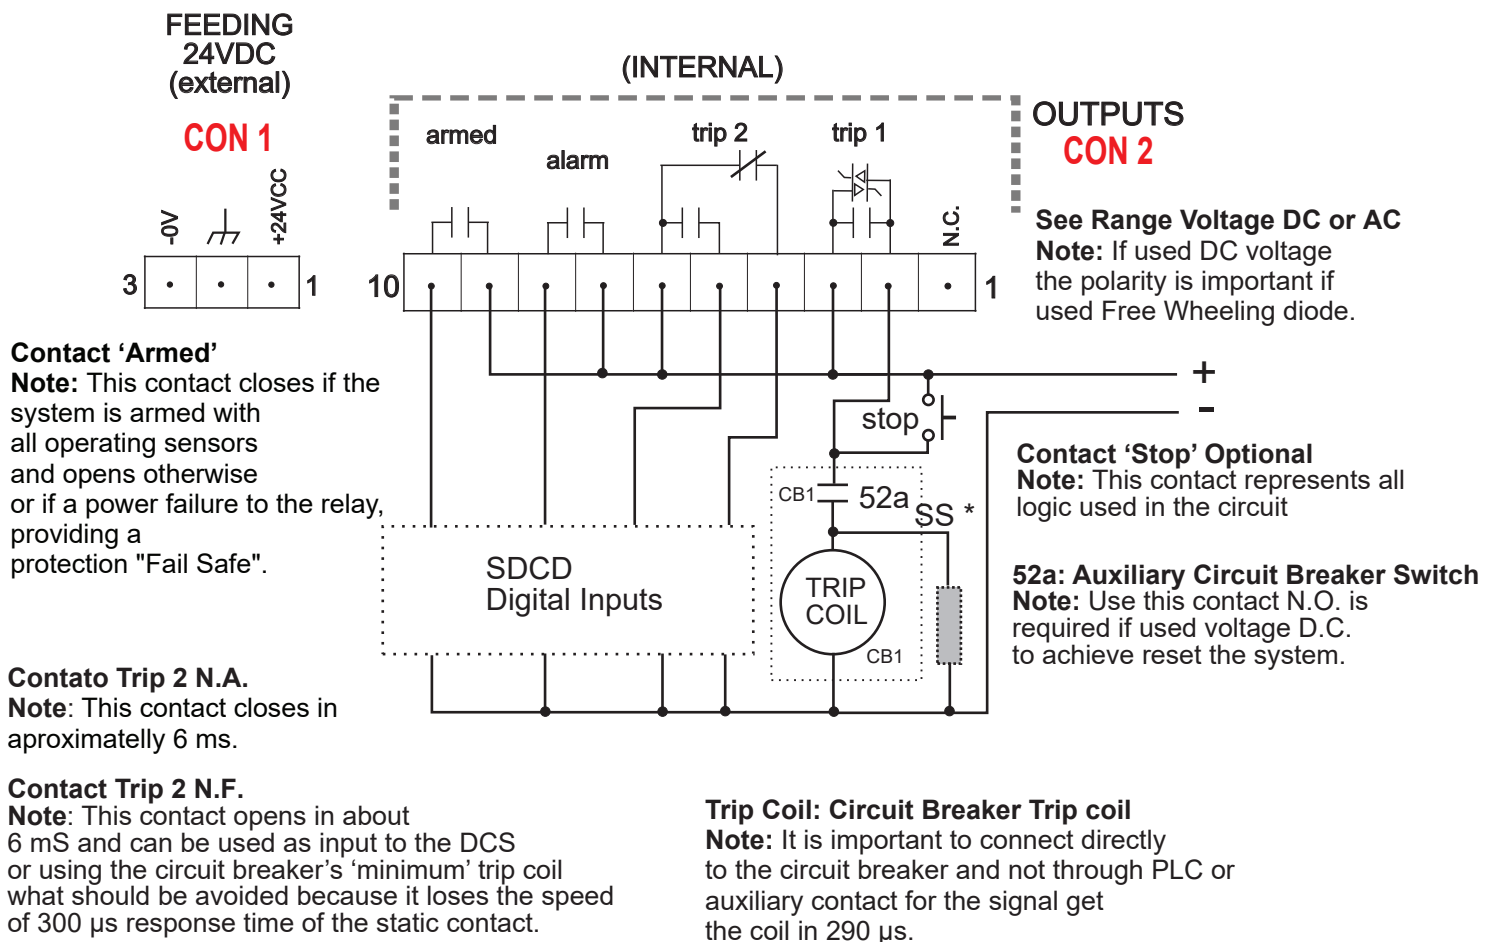 FEEDING
24VDC
(external)
CON 1
-0V
+24VCC
3
1
(INTERNAL)
armed
alarm
trip 2
trip 1
N.C.
10
1
OUTPUTS
CON 2
See Range Voltage DC or AC
Note: If used DC voltage
the polarity is important if
used Free Wheeling diode.
Contact ‘Armed’
Note: This contact closes if the
system is armed with
all operating sensors
and opens otherwise
or if a power failure to the relay,
providing a
protection "Fail Safe".
+
-
stop
CB1
52a
SS *
SDCD
Digital Inputs
TRIP
COIL
CB1
Contact ‘Stop’ Optional
Note: This contact represents all
logic used in the circuit
52a: Auxiliary Circuit Breaker Switch
Note: Use this contact N.O. is
required if used voltage D.C.
to achieve reset the system.
Contato Trip 2 N.A.
Note: This contact closes in
aproximatelly 6 ms.
Contact Trip 2 N.F.
Note: This contact opens in about
6 mS and can be used as input to the DCS
or using the circuit breaker’s ‘minimum’ trip coil
what should be avoided because it loses the speed
of 300 µs response time of the static contact.
Trip Coil: Circuit Breaker Trip coil
Note: It is important to connect directly
to the circuit breaker and not through PLC or
auxiliary contact for the signal get
the coil in 290 µs.